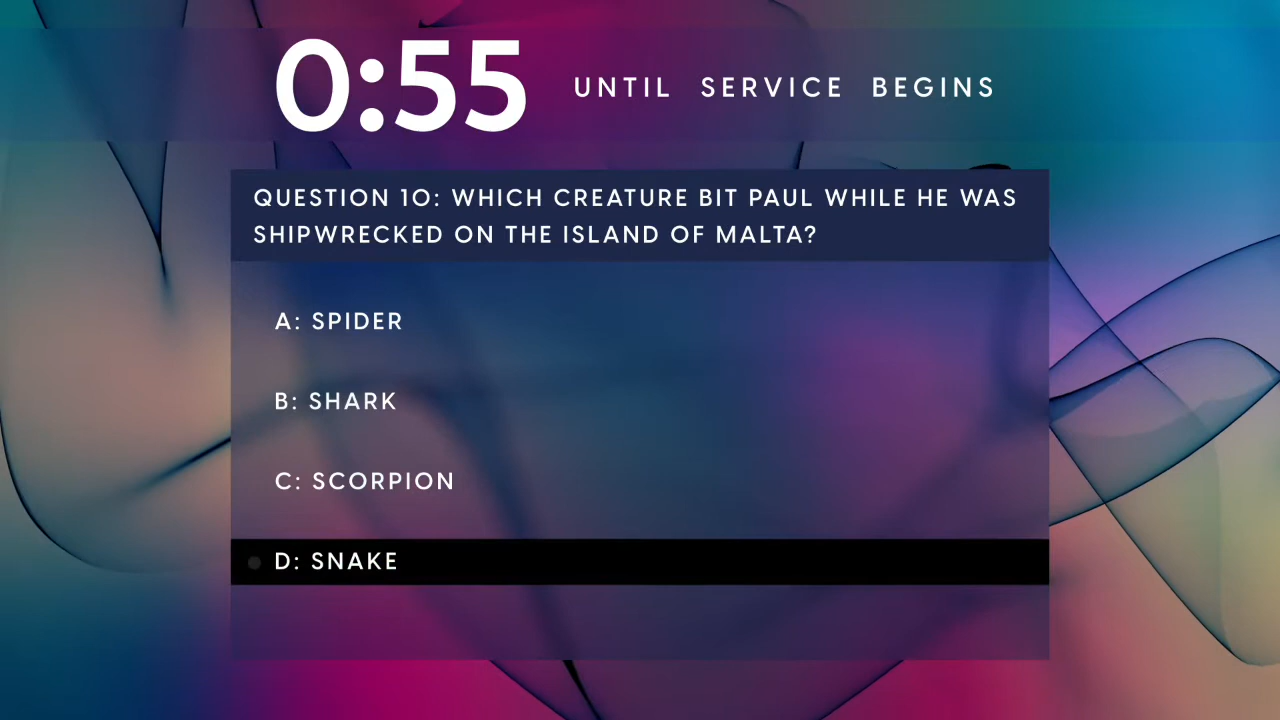 0:55 UNTIL SERVICE BEGINS
QUESTION 10: WHICH CREATURE BIT PAUL WHILE HE WAS
SHIPWRECKED ON THE ISLAND OF MALTA?
A: SPIDER
B: SHARK
C: SCORPION
D: SNAKE